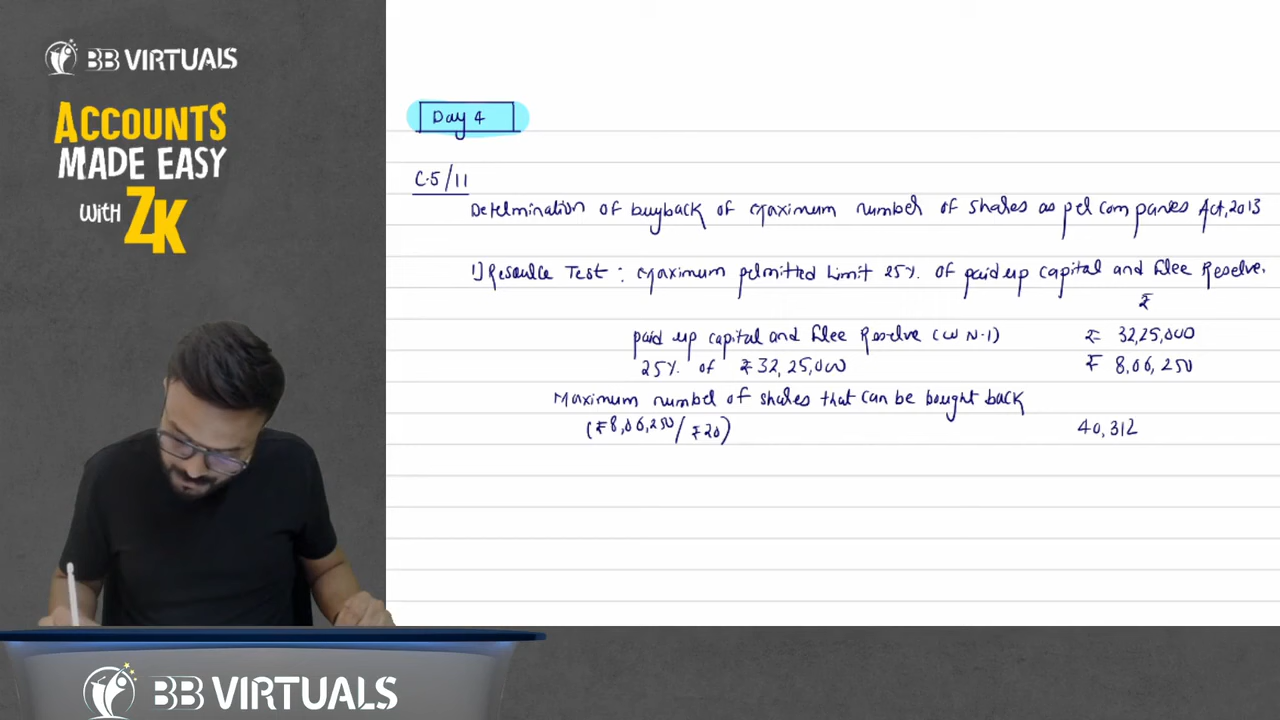 BB VIRTUALS
ACCOUNTS
MADE EASY
WITH ZK
Day 4
C.5/11
Determination of buyback of maximum number of shares as per companies Act, 2013
1) Resource Test : maximum permitted Limit 25% of paid up capital and free Reserve.
₹
paid up capital and free Reserve (W N-1) ₹ 32,25,000
25% of ₹32,25,000 ₹ 8,06,250
Maximum number of shares that can be bought back
(₹8,06,250/₹20) 40,312
BB VIRTUALS